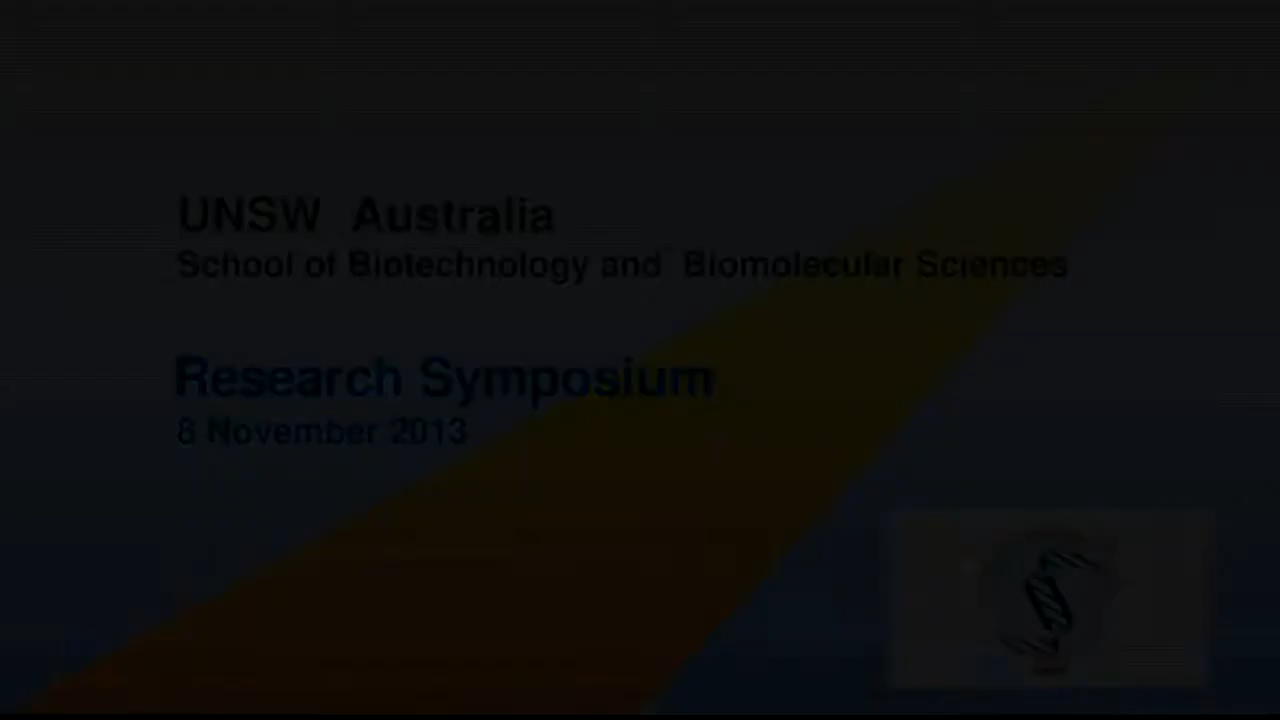 UNSW Australia
School of Biotechnology and Biomolecular Sciences
Research Symposium
8 November 2013